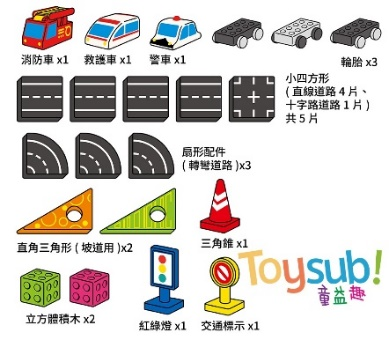 消防車 x1
救護車 x1
警車 x1
輪胎 x3
小四方形
( 直線道路 4 片、
十字路道路 1 片 )
共 5 片
扇形配件
( 轉彎道路 )x3
直角三角形 ( 坡道用 )x2
三角錐 x1
Toysub!
童益趣
立方體積木 x2
紅綠燈 x1
交通標示 x1